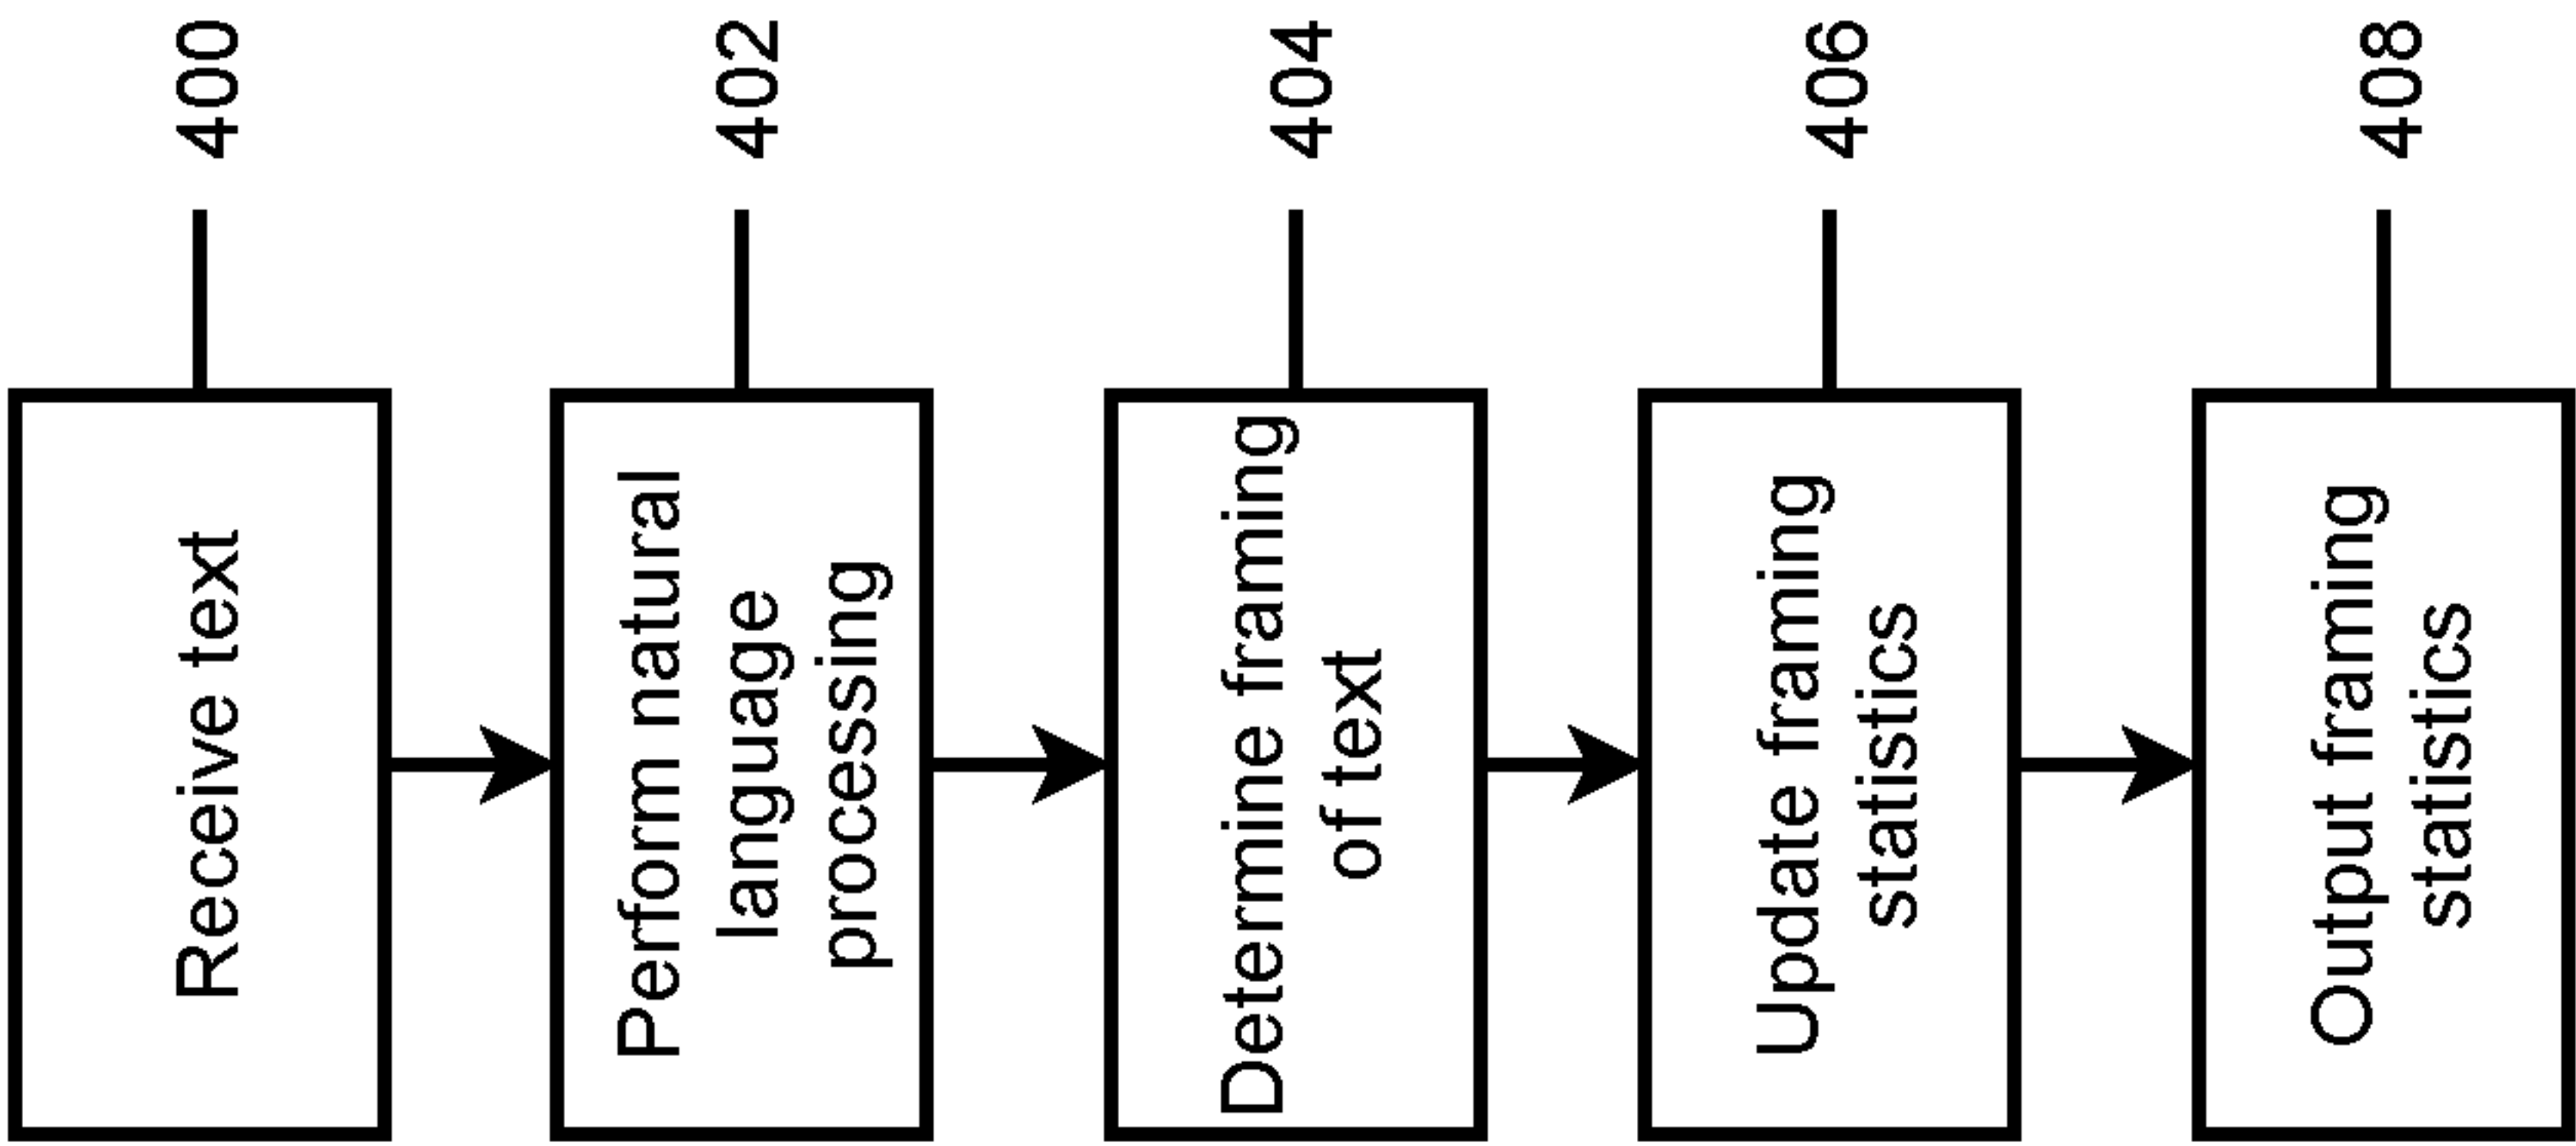 Receive text
400
Perform natural
language
processing
402
Determine framing
of text
404
Update framing
statistics
406
Output framing
statistics
408